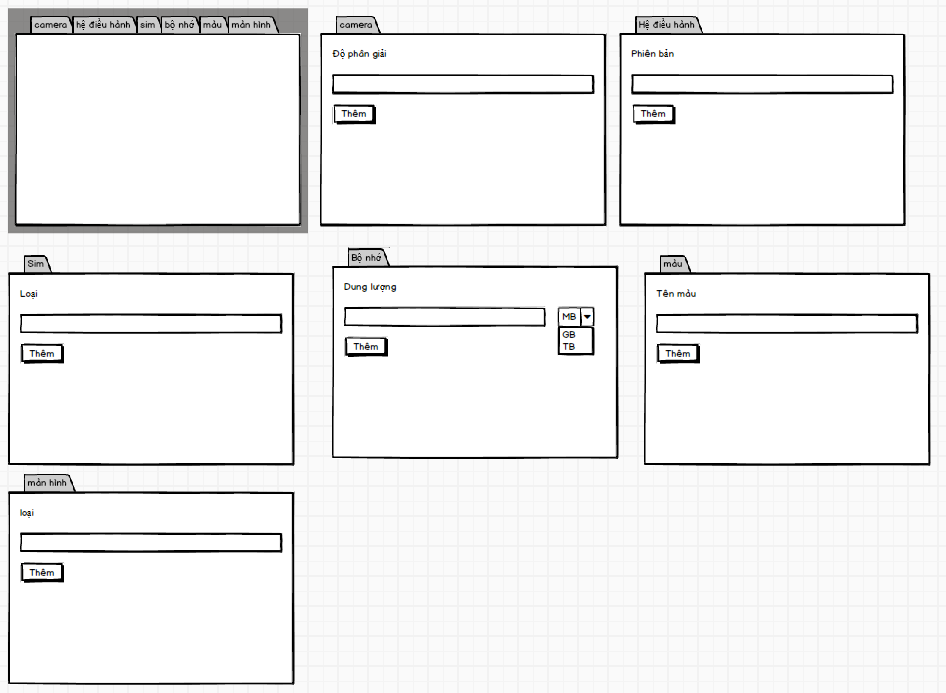 camera hệ điều hành sim bộ nhớ màu màn hình
camera
Độ phân giải
Thêm
Hệ điều hành
Phiên bản
Thêm
Sim
Loại
Thêm
Bộ nhớ
Dung lượng
MB
GB
TB
Thêm
màu
Tên màu
Thêm
màn hình
loại
Thêm